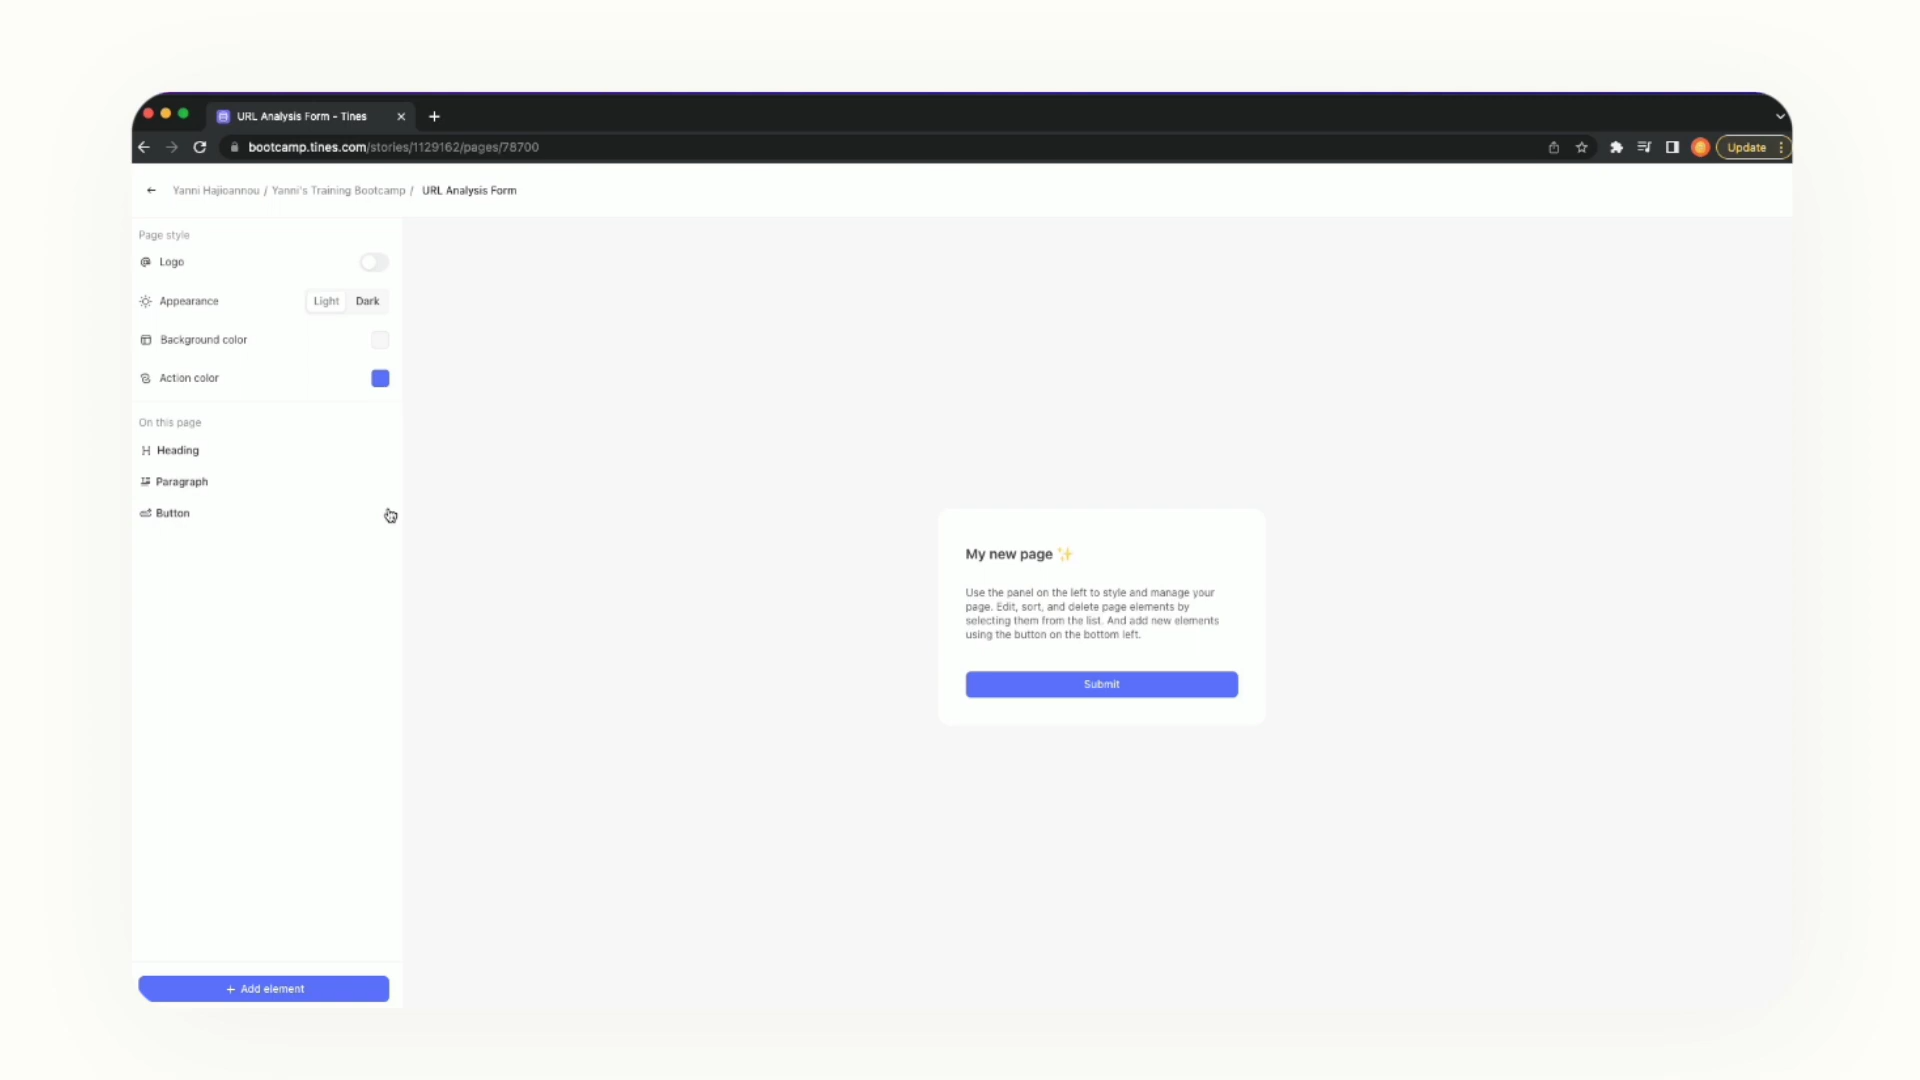 URL Analysis Form - Tines
bootcamp.tines.com/stories/1129162/pages/78700
Update
Yanni Hajioannou / Yanni's Training Bootcamp / URL Analysis Form
Page style
Logo
Appearance
Light
Dark
Background color
Action color
On this page
Heading
Paragraph
Button
My new page ✨
Use the panel on the left to style and manage your
page. Edit, sort, and delete page elements by
selecting them from the list. And add new elements
using the button on the bottom left.
Submit
+ Add element